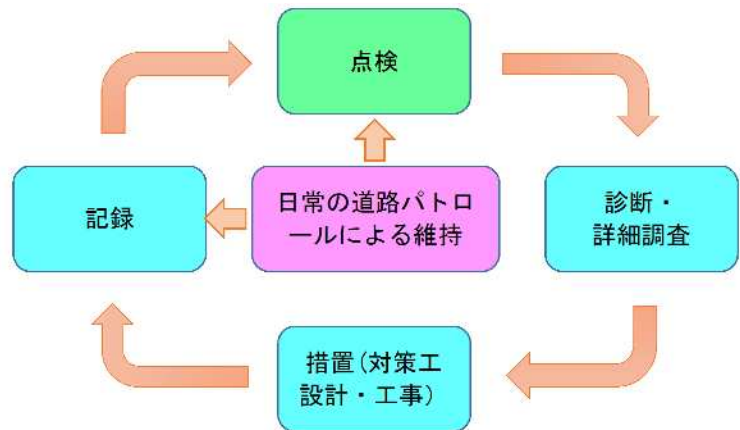 点検
記録
日常の道路パトロ
ールによる維持
診断・
詳細調査
措置(対策工
設計・工事)